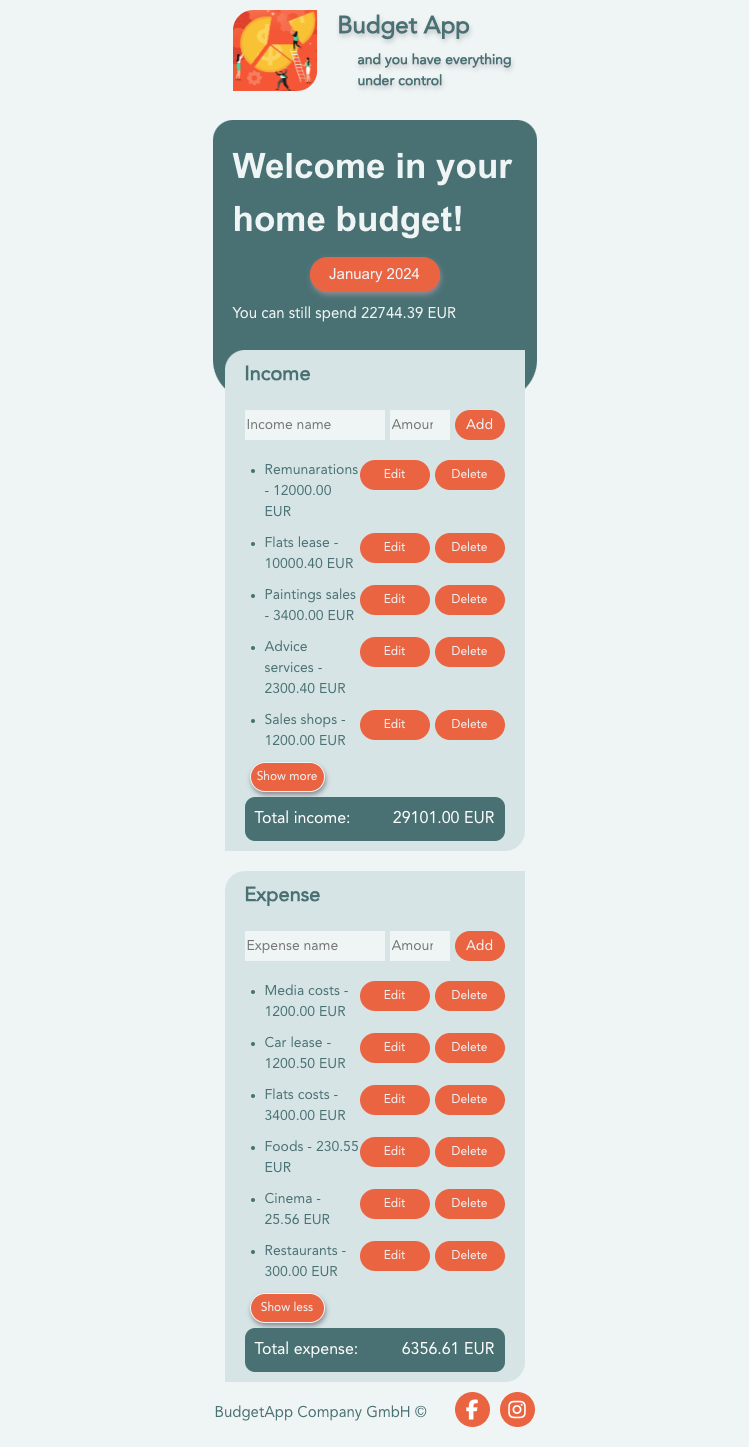 Budget App
and you have everything
under control
Welcome in your
home budget!
January 2024
You can still spend 22744.39 EUR
Income
Income name Amour Add
Remunarations Edit Delete
- 12000.00
EUR
Flats lease - Edit Delete
10000.40 EUR
Paintings sales Edit Delete
- 3400.00 EUR
Advice Edit Delete
services -
2300.40 EUR
Sales shops - Edit Delete
1200.00 EUR
Show more
Total income: 29101.00 EUR
Expense
Expense name Amour Add
Media costs - Edit Delete
1200.00 EUR
Car lease - Edit Delete
1200.50 EUR
Flats costs - Edit Delete
3400.00 EUR
Foods - 230.55 Edit Delete
EUR
Cinema - Edit Delete
25.56 EUR
Restaurants - Edit Delete
300.00 EUR
Show less
Total expense: 6356.61 EUR
BudgetApp Company GmbH ©